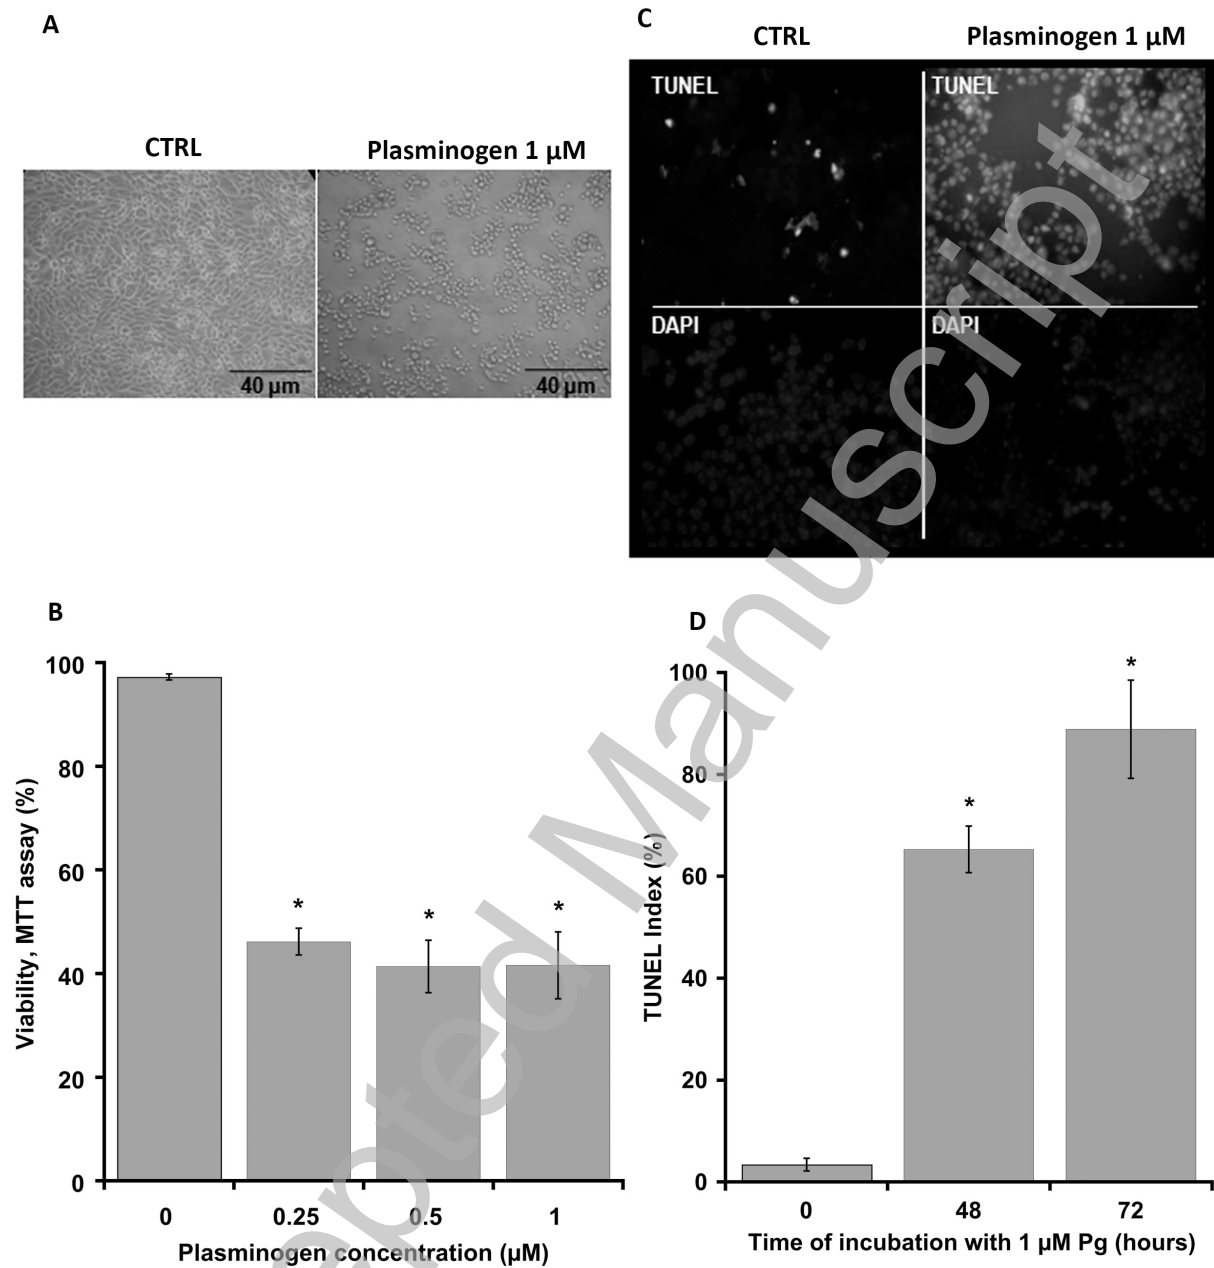 A
CTRL
Plasminogen 1 µM
40 µm
40 µm
C
CTRL
Plasminogen 1 µM
TUNEL
TUNEL
DAPI
DAPI
B
Viability, MTT assay (%)
100
80
60
40
20
0
*
*
*
0
0.25
0.5
1
Plasminogen concentration (µM)
D
TUNEL Index (%)
100
80
60
40
20
0
*
*
0
48
72
Time of incubation with 1 µM Pg (hours)
Manuscript